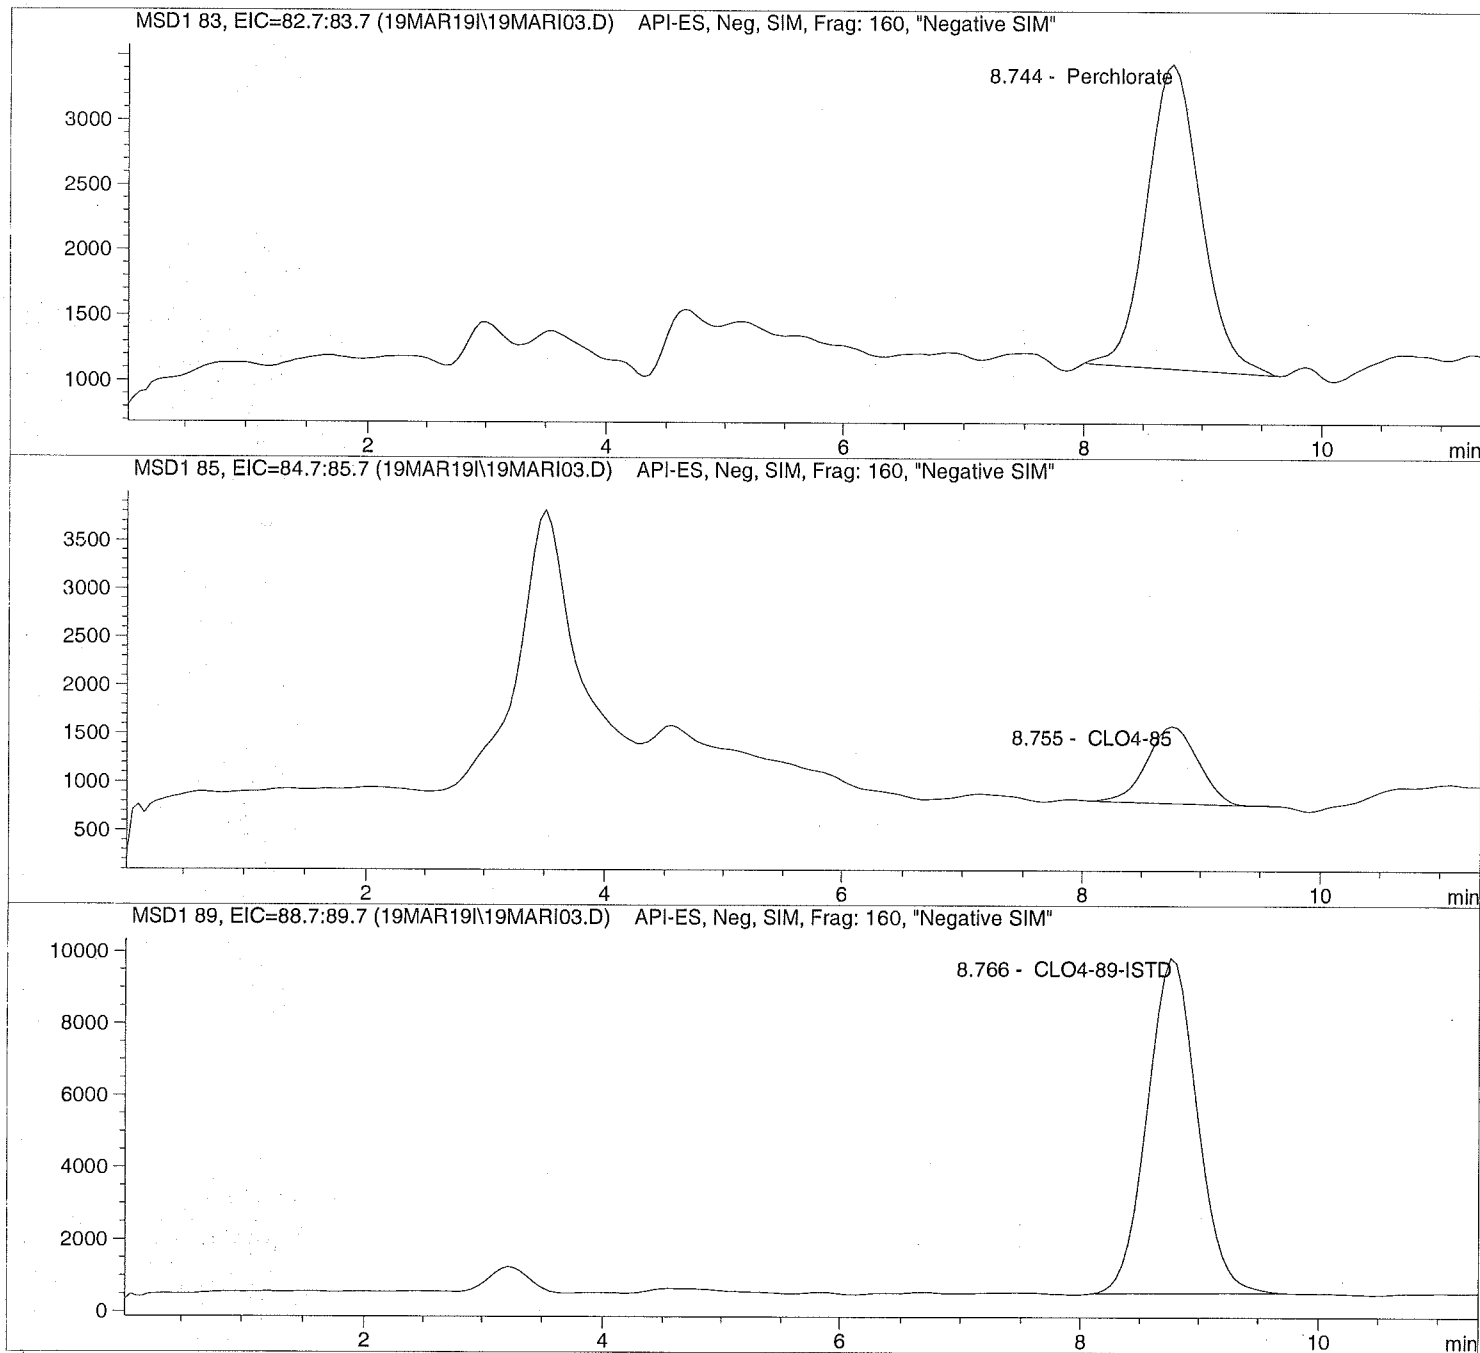 MSD1 83, EIC=82.7:83.7 (19MAR19I\19MARI03.D) API-ES, Neg, SIM, Frag: 160, "Negative SIM"
8.744 - Perchlorate
3000
2500
2000
1500
1000
2 4 6 8 10 min
MSD1 85, EIC=84.7:85.7 (19MAR19I\19MARI03.D) API-ES, Neg, SIM, Frag: 160, "Negative SIM"
3500
3000
2500
2000
1500
8.755 - CLO4-85
1000
500
2 4 6 8 10 min
MSD1 89, EIC=88.7:89.7 (19MAR19I\19MARI03.D) API-ES, Neg, SIM, Frag: 160, "Negative SIM"
10000
8.766 - CLO4-89-ISTD
8000
6000
4000
2000
0
2 4 6 8 10 min